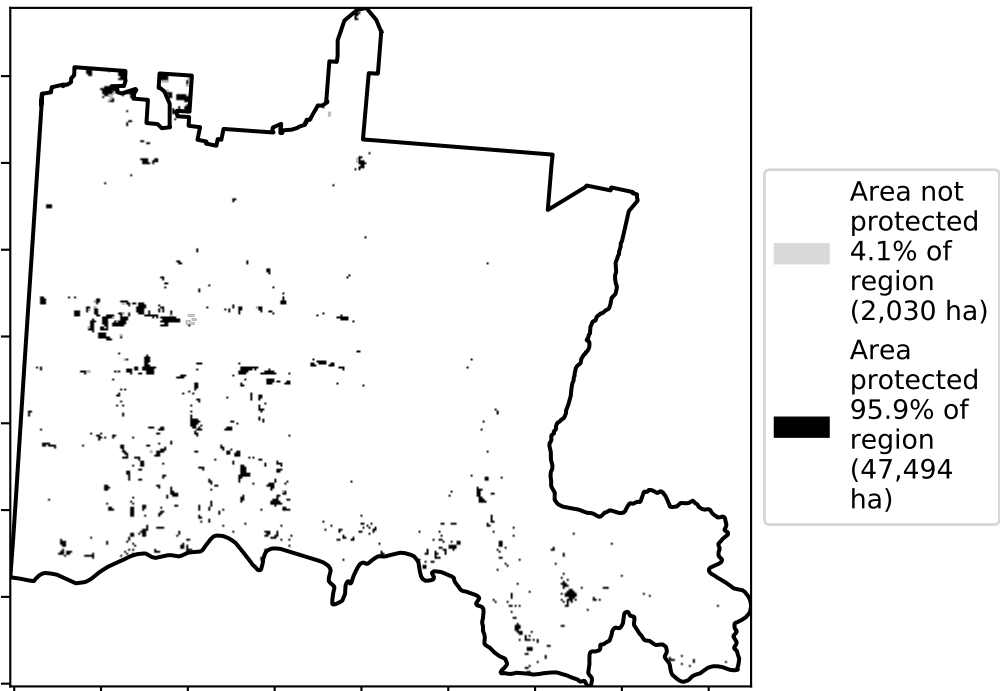 Area not
protected
4.1% of
region
(2,030 ha)
Area
protected
95.9% of
region
(47,494
ha)